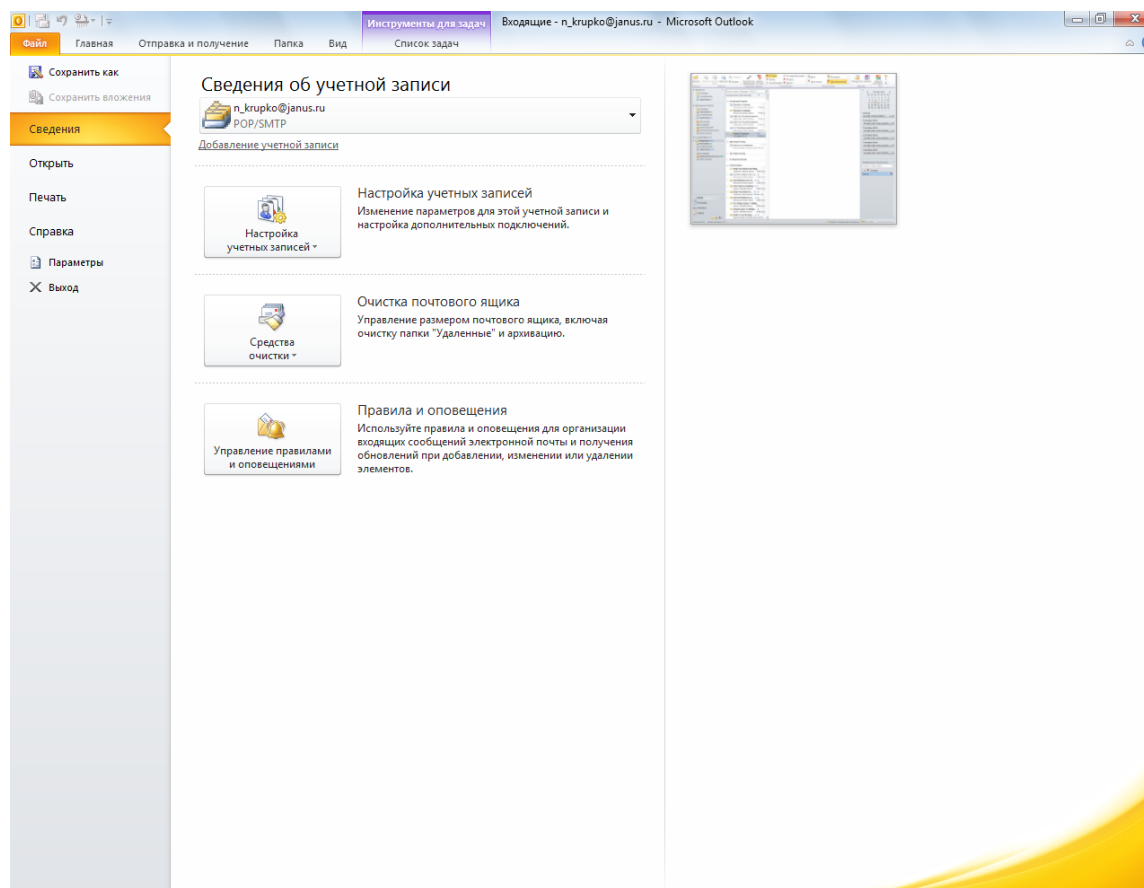 Инструменты для задач
Входящие - n_krupko@janus.ru - Microsoft Outlook
Файл
Главная
Отправка и получение
Папка
Вид
Список задач
Сохранить как
Сохранить вложения
Сведения
Открыть
Печать
Справка
Параметры
Выход
Сведения об учетной записи
n_krupko@janus.ru
POP/SMTP
Добавление учетной записи
Настройка
учетных записей
Настройка учетных записей
Изменение параметров для этой учетной записи и
настройка дополнительных подключений.
Средства
очистки
Очистка почтового ящика
Управление размером почтового ящика, включая
очистку папки "Удаленные" и архивацию.
Управление правилами
и оповещениями
Правила и оповещения
Используйте правила и оповещения для организации
входящих сообщений электронной почты и получения
обновлений при добавлении, изменении или удалении
элементов.